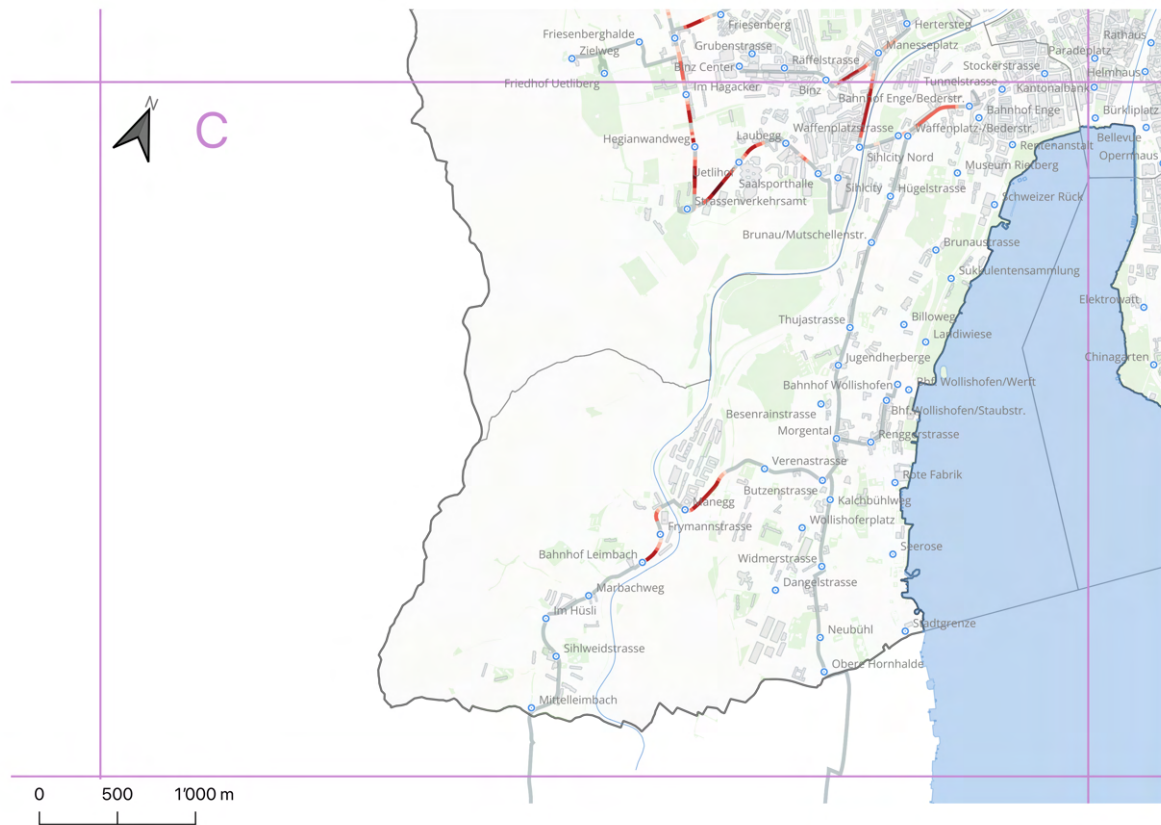 Friesenberg
Hertersteg
Friesenberghalde
Zielweg
Grubenstrasse
Manesseplatz
Rathaus
Paradeplatz
Räffelstrasse
Binz Center
Stockerstrasse
Helmhaus
Friedhof Uetliberg
Im Hagacker
Binz
Tunnelstrasse
Kantonalbank
Bahnhof Enge/Bederstr.
N
C
Bahnhof Enge
Bürkliplatz
Hegianwandweg
Laubegg
Waffenplatzstrasse
Waffenplatz-/Bederstr.
Bellevue
Rentenanstalt
Sihlcity Nord
Opernhaus
Uetlihof
Museum Rietberg
Saalsporthalle
Sihlcity
Hügelstrasse
Strassenverkehrsamt
Schweizer Rück
Brunau/Mutschellenstr.
Brunaustrasse
Sukkulentensammlung
Elektrowatt
Thujastrasse
Billoweg
Landiwiese
Jugendherberge
Chinagarten
Bahnhof Wollishofen
Bhf. Wollishofen/Werft
Besenrainstrasse
Bhf.Wollishofen/Staubstr.
Morgental
Renggerstrasse
Verenastrasse
Rote Fabrik
Butzenstrasse
Manegg
Kalchbühlweg
Frymannstrasse
Wollishoferplatz
Bahnhof Leimbach
Widmerstrasse
Seerose
Marbachweg
Dangelstrasse
Im Hüsli
Neubühl
Stadtgrenze
Sihlweidstrasse
Obere Hornhalde
Mittelleimbach
0 500 1'000 m